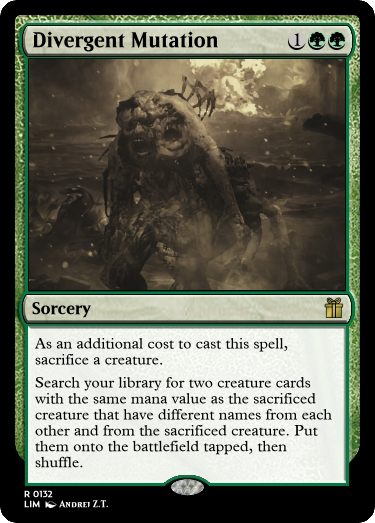 Divergent Mutation 1
Sorcery
As an additional cost to cast this spell,
sacrifice a creature.
Search your library for two creature cards
with the same mana value as the sacrificed
creature that have different names from each
other and from the sacrificed creature. Put
them onto the battlefield tapped, then
shuffle.
R 0132
LIM Andrei Z.T.